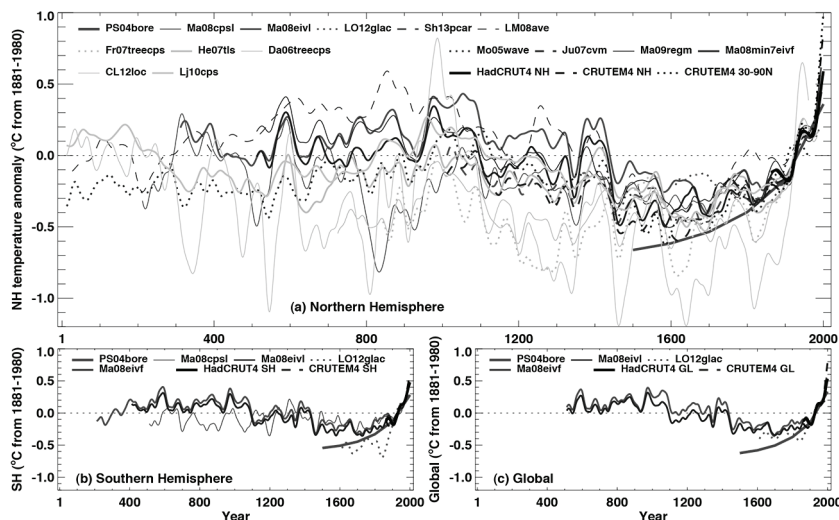 PS04bore Ma08cpsl Ma08eivl LO12glac Sh13pcar LM08ave
Fr07treecps He07tls Da06treecps Mo05wave Ju07cvm Ma09regm Ma08min7eivf
CL12loc Lj10cps HadCRUT4 NH CRUTEM4 NH CRUTEM4 30-90N
NH temperature anomaly (°C from 1881-1980)
1.0
0.5
0.0
-0.5
-1.0
(a) Northern Hemisphere
1 400 800 1200 1600 2000
SH (°C from 1881-1980)
1.0
0.5
0.0
-0.5
-1.0
PS04bore Ma08cpsl Ma08eivl LO12glac
Ma08eivf HadCRUT4 SH CRUTEM4 SH
(b) Southern Hemisphere
1 400 800 1200 1600 2000
Year
Global (°C from 1881-1980)
1.0
0.5
0.0
-0.5
-1.0
PS04bore Ma08eivl LO12glac
Ma08eivf HadCRUT4 GL CRUTEM4 GL
(c) Global
1 400 800 1200 1600 2000
Year